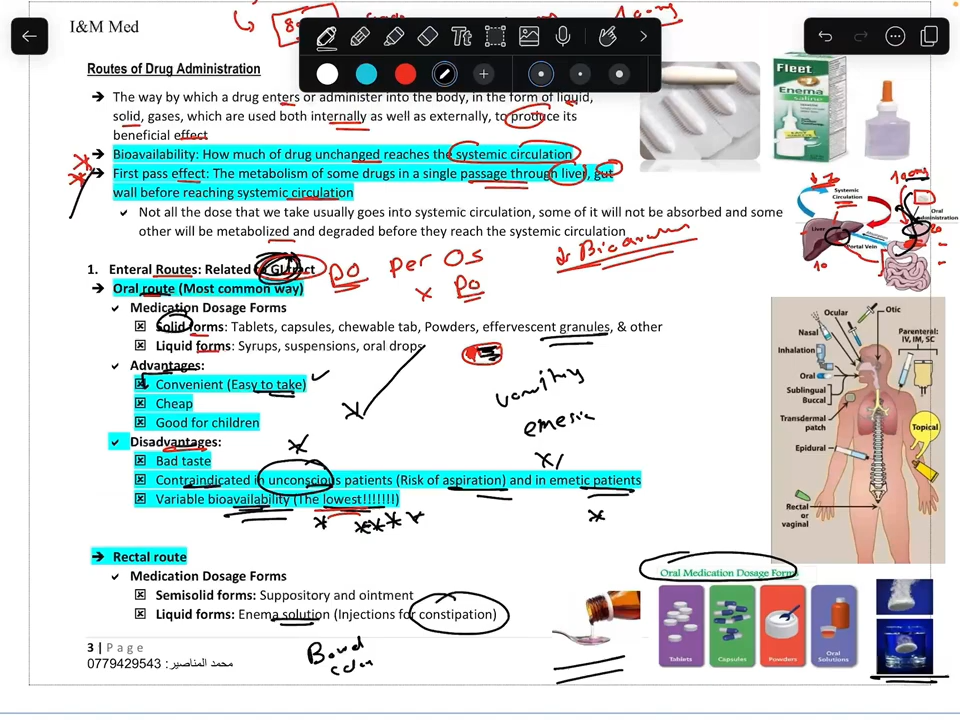 I&M Med
Tt
Routes of Drug Administration
→ The way by which a drug enters or administer into the body, in the form of liquid,
solid, gases, which are used both internally as well as externally, to produce its
beneficial effect
→ Bioavailability: How much of drug unchanged reaches the systemic circulation
→ First pass effect: The metabolism of some drugs in a single passage through liver, gut
wall before reaching systemic circulation
✓ Not all the dose that we take usually goes into systemic circulation, some of it will not be absorbed and some
other will be metabolized and degraded before they reach the systemic circulation
Fleet
Enema
saline
Systemic
Circulation
Oral
administration
Liver
Portal Vein
10
20
1. Enteral Routes: Related to GI tract
PO Per Os
x PO
→ Oral route (Most common way)
✓ Medication Dosage Forms
☒ Solid forms: Tablets, capsules, chewable tab, Powders, effervescent granules, & other
☒ Liquid forms: Syrups, suspensions, oral drops
✓ Advantages:
☒ Convenient (Easy to take)
☒ Cheap
☒ Good for children
vomiting
emesis
✓ Disadvantages:
☒ Bad taste
☒ Contraindicated in unconscious patients (Risk of aspiration) and in emetic patients
☒ Variable bioavailability (The lowest!!!!!!!)
Ocular
Otic
Nasal
Parenteral:
IV, IM, SC
Inhalation
Oral
Sublingual
Buccal
Transdermal
patch
Topical
Epidural
Rectal
or
vaginal
→ Rectal route
✓ Medication Dosage Forms
☒ Semisolid forms: Suppository and ointment
☒ Liquid forms: Enema solution (Injections for constipation)
Oral Medication Dosage Forms
Tablets
Capsules
Powders
Oral
Solutions
3 | Page
محمد المناصير: 0779429543